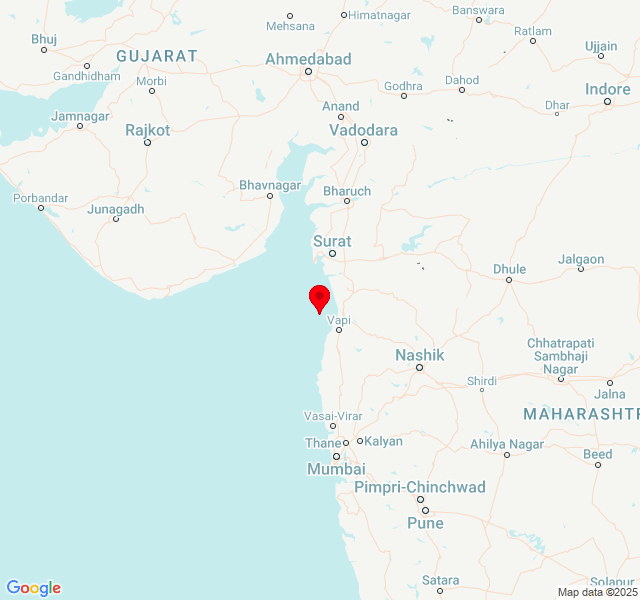 Banswara
Himatnagar
Mehsana
Ratlam
Bhuj
Ujjain
GUJARAT
Ahmedabad
Gandhidham
Morbi
Godhra
Dahod
Indore
Anand
Dhar
Jamnagar
Rajkot
Vadodara
Bhavnagar
Bharuch
Porbandar
Junagadh
Surat
Jalgaon
Dhule
Vapi
Chhatrapati
Sambhaji
Nagar
Nashik
Shirdi
Jalna
Vasai-Virar
MAHARASHTR
Thane
Kalyan
Ahilya Nagar
Beed
Mumbai
Pimpri-Chinchwad
Pune
Satara
Solapur
Google
Map data ©2025